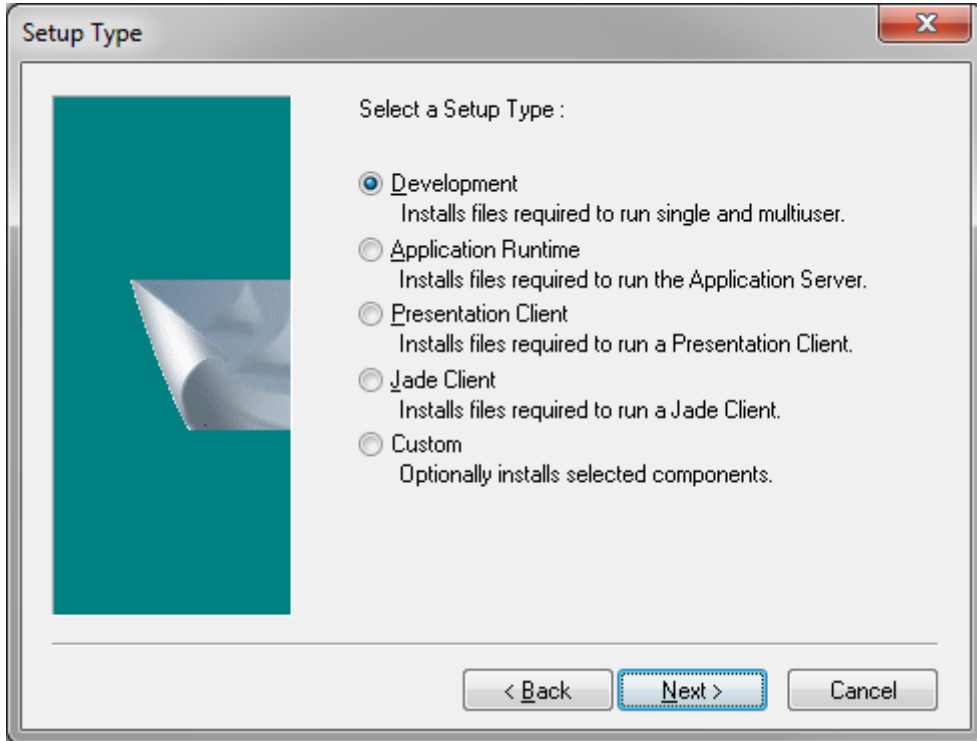 Setup Type
Select a Setup Type :
Development
Installs files required to run single and multiuser.
Application Runtime
Installs files required to run the Application Server.
Presentation Client
Installs files required to run a Presentation Client.
Jade Client
Installs files required to run a Jade Client.
Custom
Optionally installs selected components.
< Back Next > Cancel